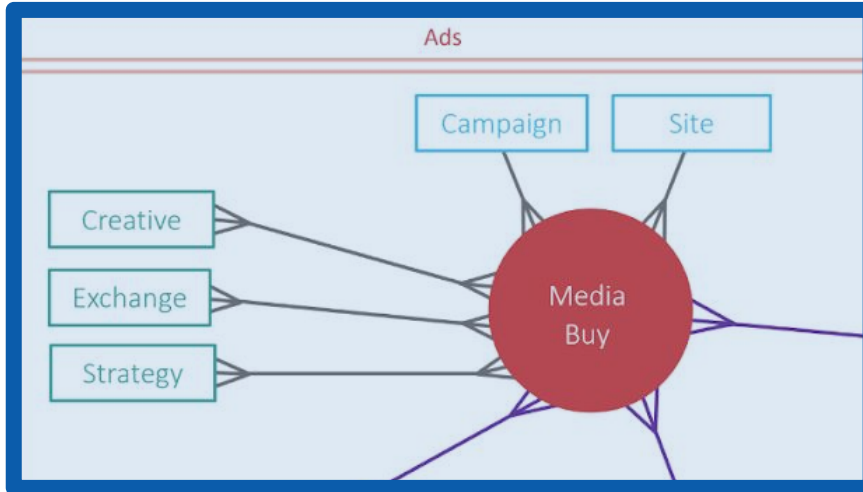 Ads
Campaign
Site
Creative
Exchange
Strategy
Media
Buy